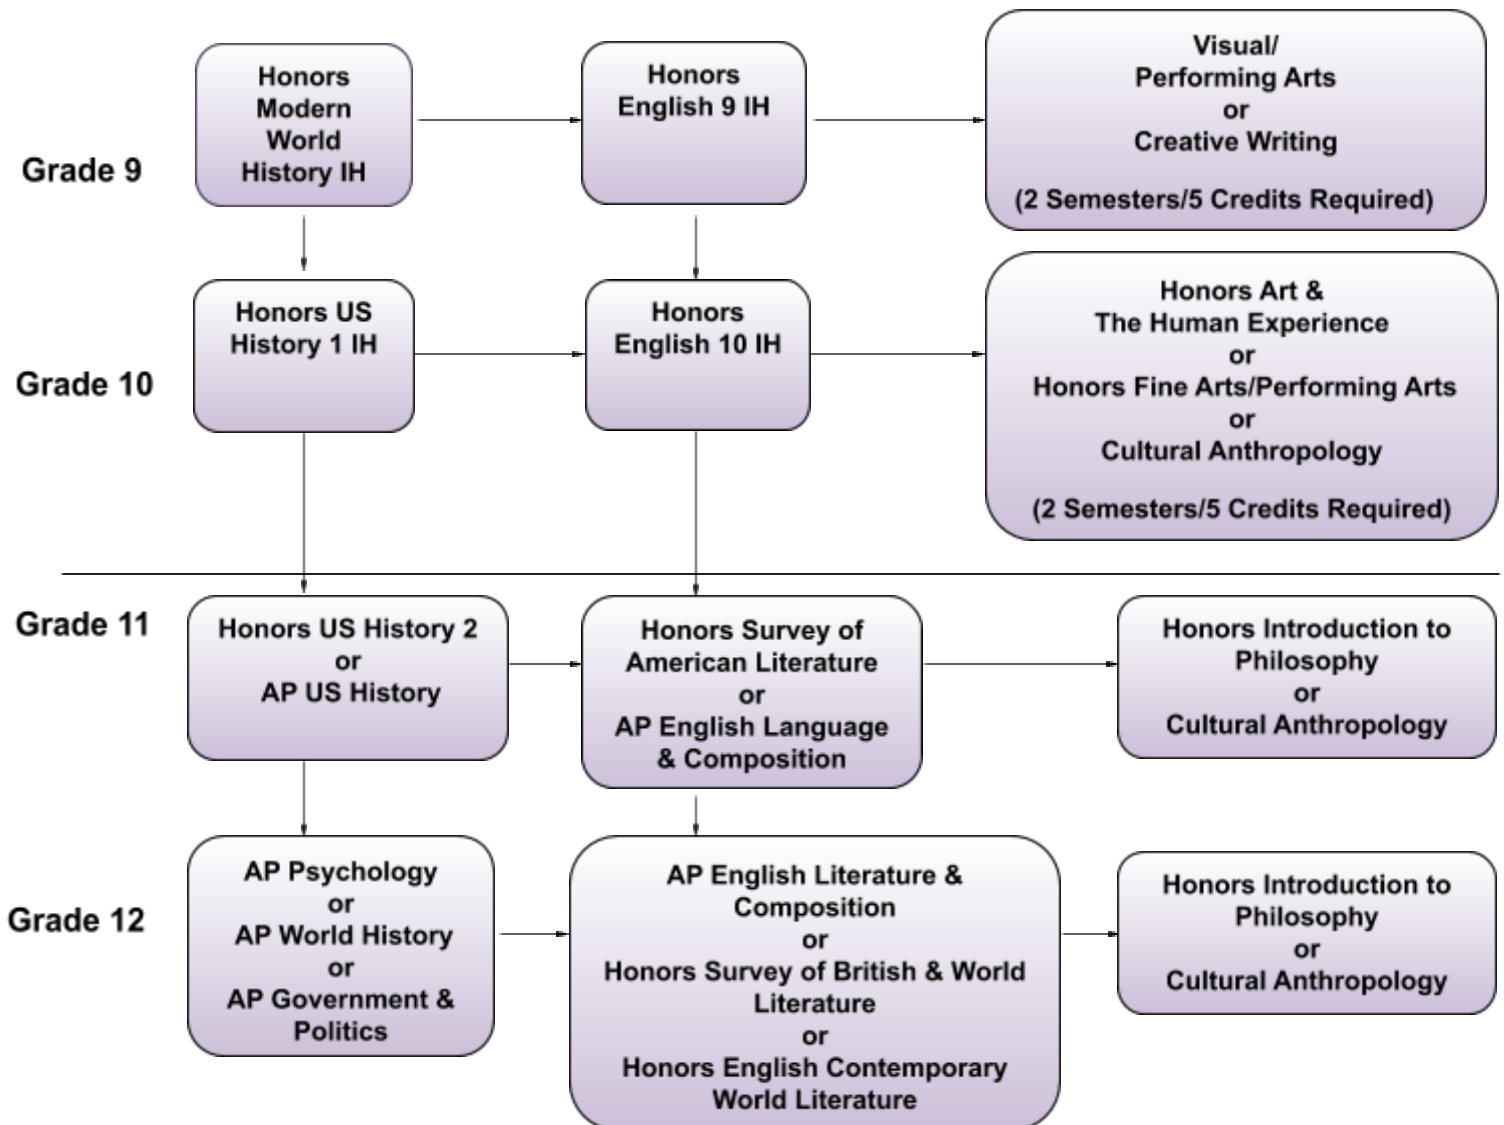 Grade 9
Honors
Modern
World
History IH
Honors
English 9 IH
Visual/
Performing Arts
or
Creative Writing
(2 Semesters/5 Credits Required)
Grade 10
Honors US
History 1 IH
Honors
English 10 IH
Honors Art &
The Human Experience
or
Honors Fine Arts/Performing Arts
or
Cultural Anthropology
(2 Semesters/5 Credits Required)
Grade 11
Honors US History 2
or
AP US History
Honors Survey of
American Literature
or
AP English Language
& Composition
Honors Introduction to
Philosophy
or
Cultural Anthropology
Grade 12
AP Psychology
or
AP World History
or
AP Government &
Politics
AP English Literature &
Composition
or
Honors Survey of British & World
Literature
or
Honors English Contemporary
World Literature
Honors Introduction to
Philosophy
or
Cultural Anthropology